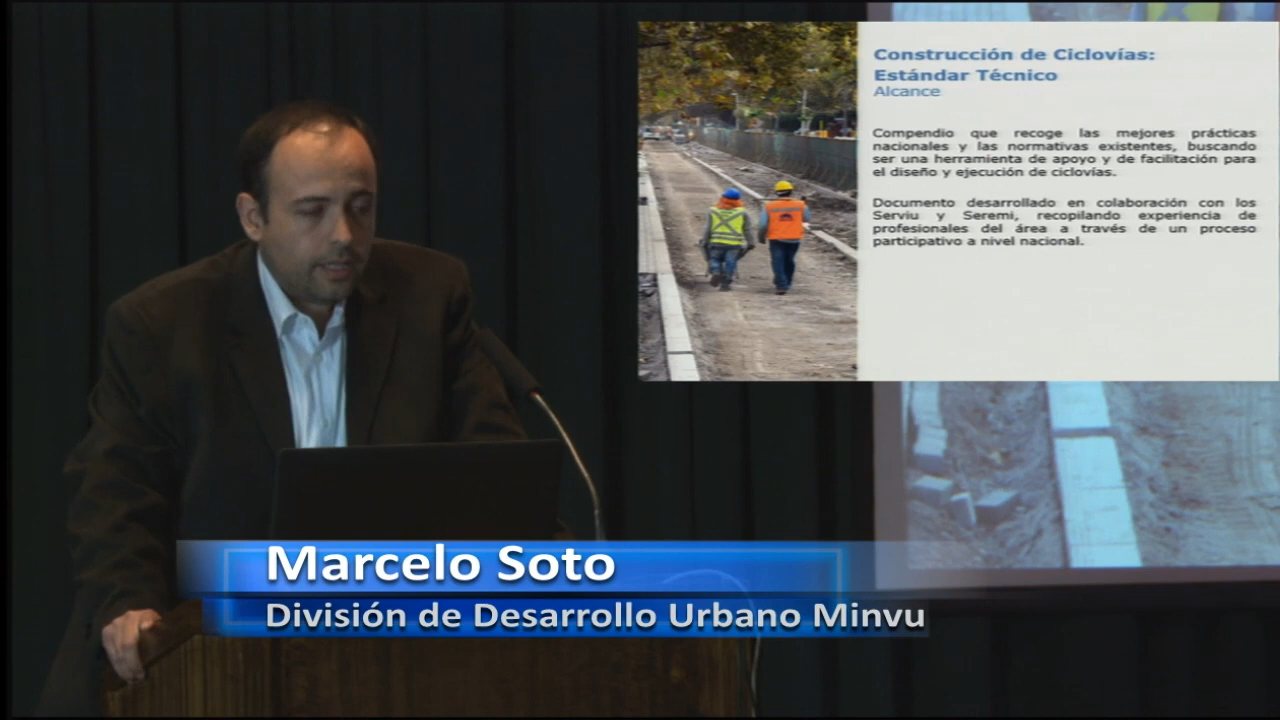 Construcción de Ciclovías:
Estándar Técnico
Alcance
Compendio que recoge las mejores prácticas
nacionales y las normativas existentes, buscando
ser una herramienta de apoyo y de facilitación para
el diseño y ejecución de ciclovías.
Documento desarrollado en colaboración con los
Serviu y Seremi, recopilando experiencia de
profesionales del área a través de un proceso
participativo a nivel nacional.
Marcelo Soto
División de Desarrollo Urbano Minvu